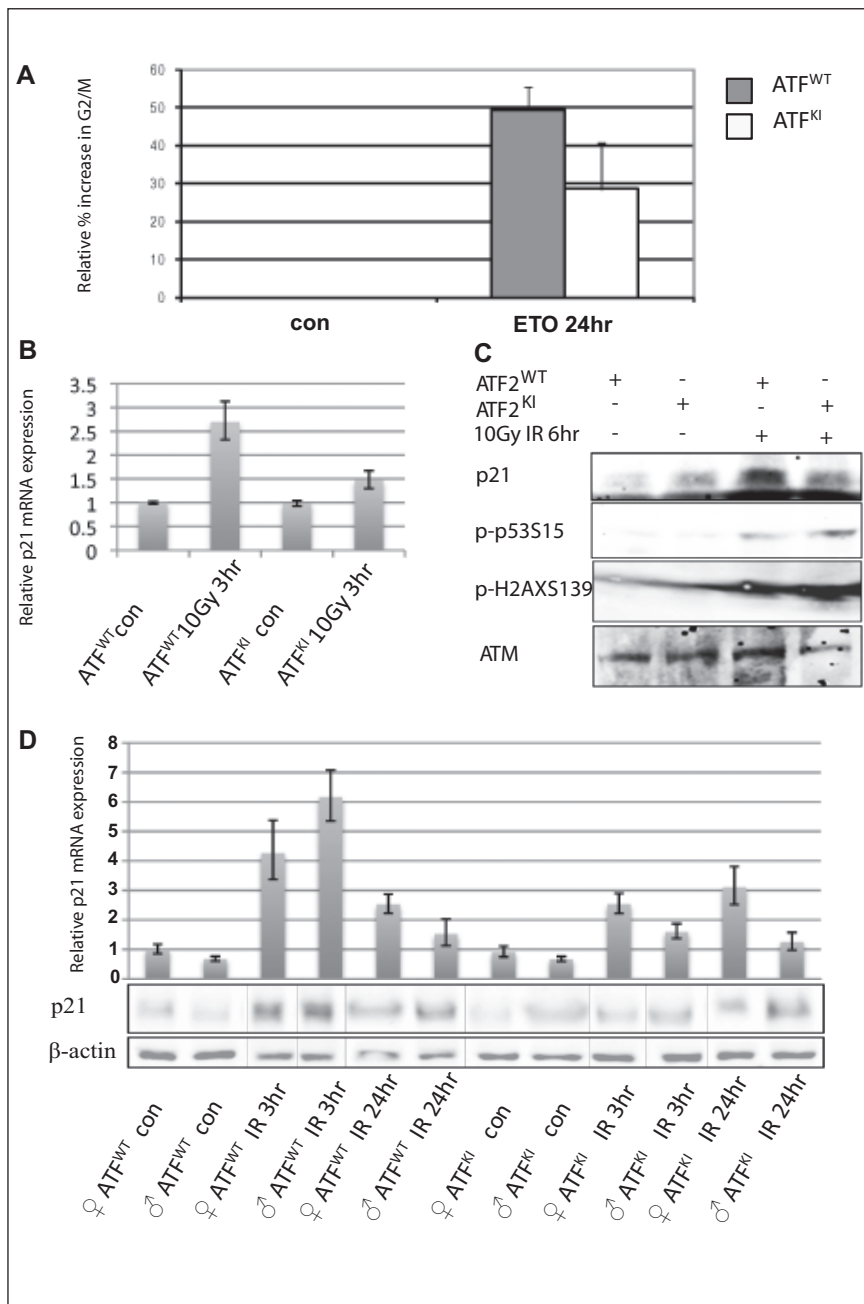 A
Relative % increase in G2/M
60
50
40
30
20
10
0
con
ETO 24hr
ATF^WT
ATF^KI
B
Relative p21 mRNA expression
3.5
3
2.5
2
1.5
1
0.5
0
ATF^WT con
ATF^WT 10Gy 3hr
ATF^KI con
ATF^KI 10Gy 3hr
C
ATF2^WT + - + -
ATF2^KI - + - +
10Gy IR 6hr - - + +
p21
p-p53S15
p-H2AXS139
ATM
D
Relative p21 mRNA expression
8
7
6
5
4
3
2
1
0
p21
β-actin
♀ ATF^WT con
♂ ATF^WT con
♀ ATF^WT IR 3hr
♂ ATF^WT IR 3hr
♀ ATF^WT IR 24hr
♂ ATF^WT IR 24hr
♀ ATF^KI con
♂ ATF^KI con
♀ ATF^KI IR 3hr
♂ ATF^KI IR 3hr
♀ ATF^KI IR 24hr
♂ ATF^KI IR 24hr